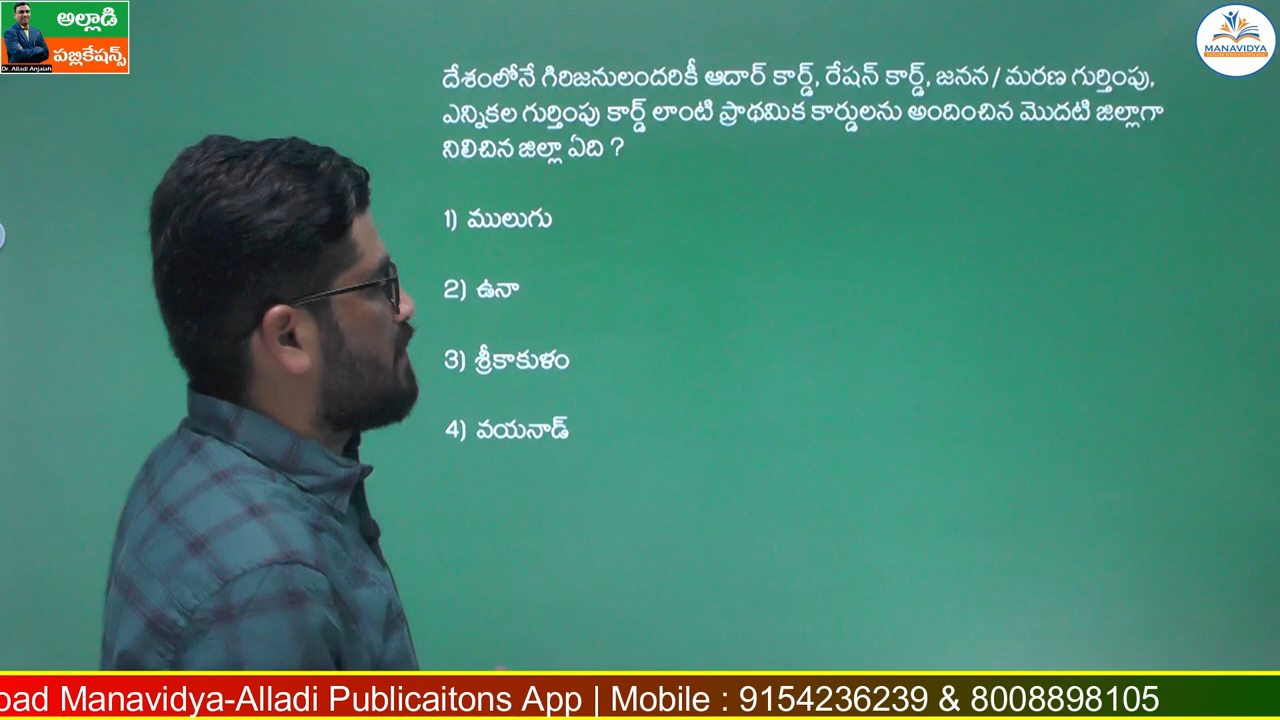 అల్లాడి
పబ్లికేషన్స్
Dr. Alladi Anjaiah
MANAVIDYA
దేశంలోనే గిరిజనులందరికీ ఆదార్ కార్డ్, రేషన్ కార్డ్, జనన / మరణ గుర్తింపు,
ఎన్నికల గుర్తింపు కార్డ్ లాంటి ప్రాథమిక కార్డులను అందించిన మొదటి జిల్లాగా
నిలిచిన జిల్లా ఏది ?
1) ములుగు
2) ఉనా
3) శ్రీకాకుళం
4) వయనాడ్
oad Manavidya-Alladi Publicaitons App | Mobile : 9154236239 & 8008898105